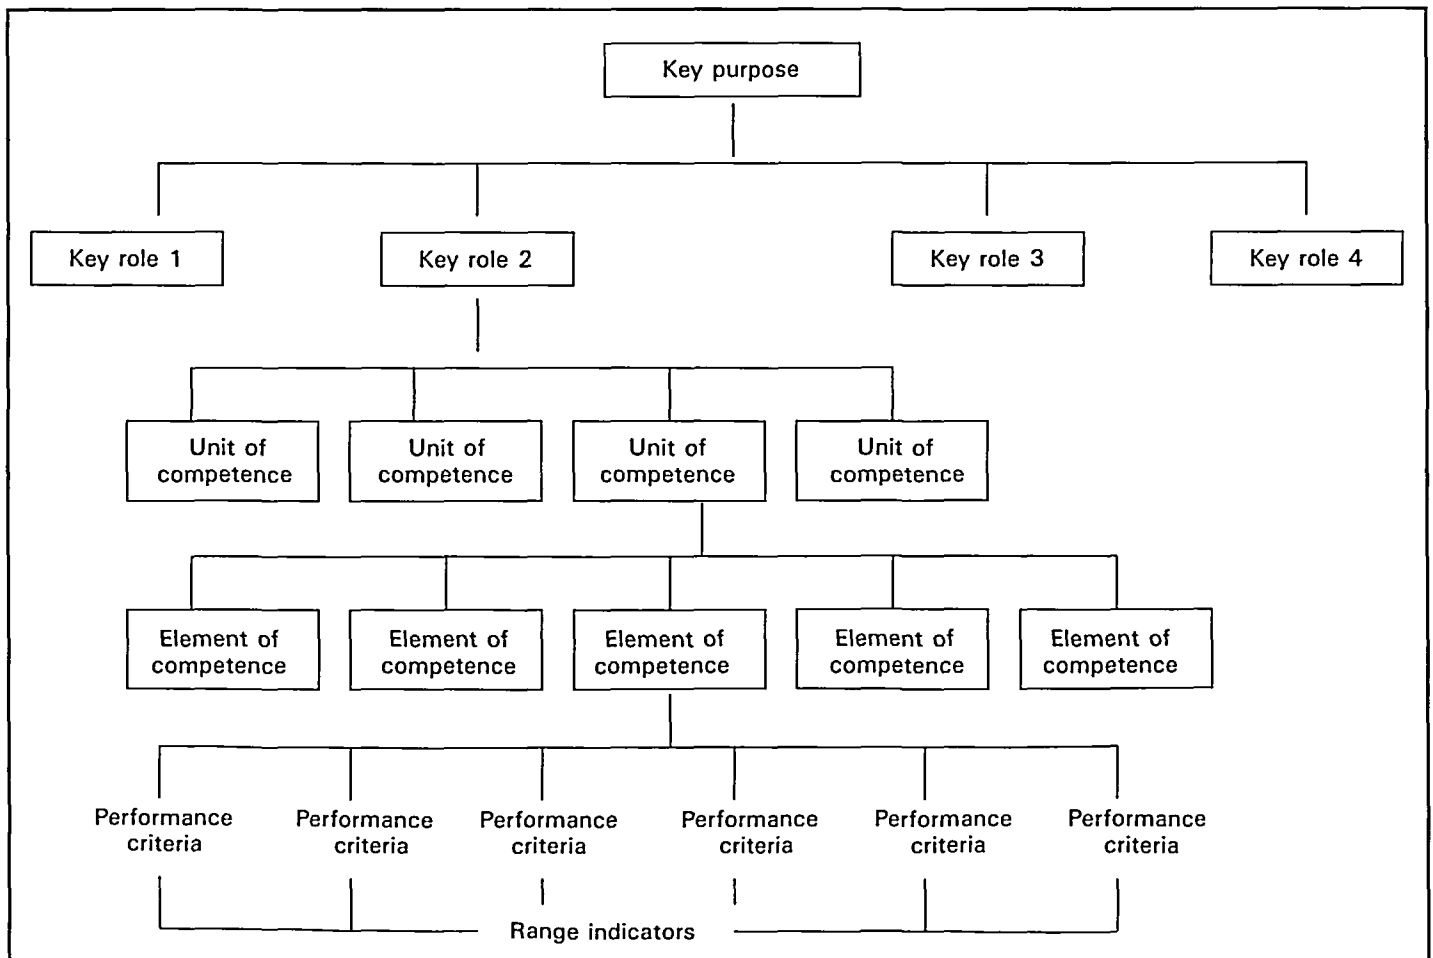 Key purpose
Key role 1
Key role 2
Key role 3
Key role 4
Unit of
competence
Unit of
competence
Unit of
competence
Unit of
competence
Element of
competence
Element of
competence
Element of
competence
Element of
competence
Element of
competence
Performance
criteria
Performance
criteria
Performance
criteria
Performance
criteria
Performance
criteria
Performance
criteria
Range indicators